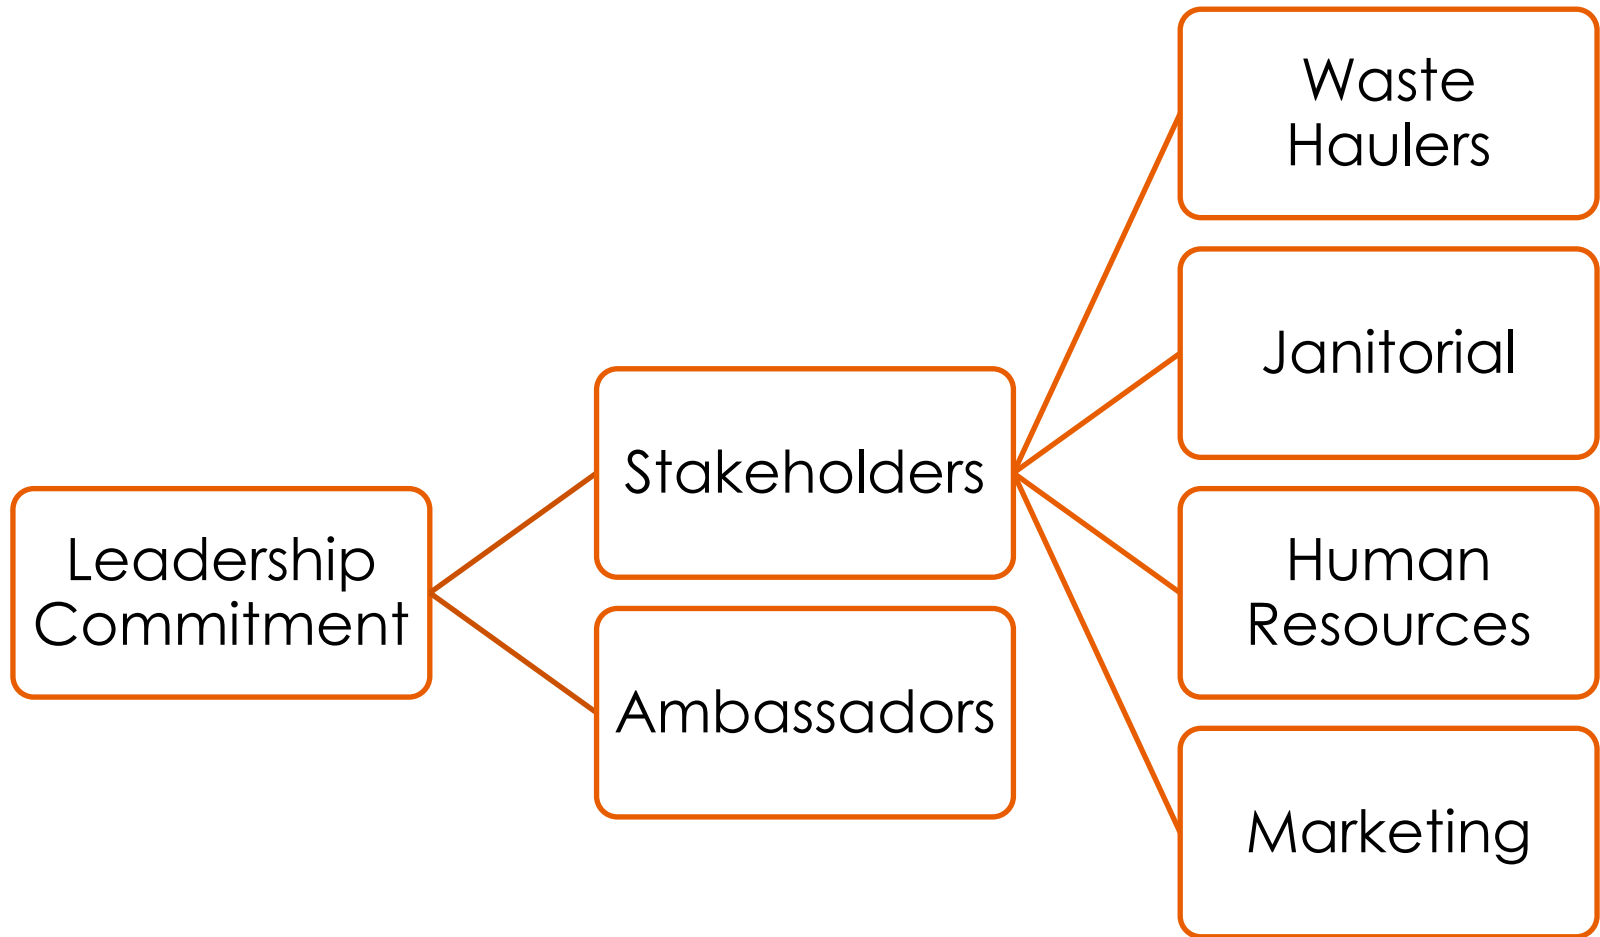 Leadership
Commitment
Stakeholders
Ambassadors
Waste
Haulers
Janitorial
Human
Resources
Marketing